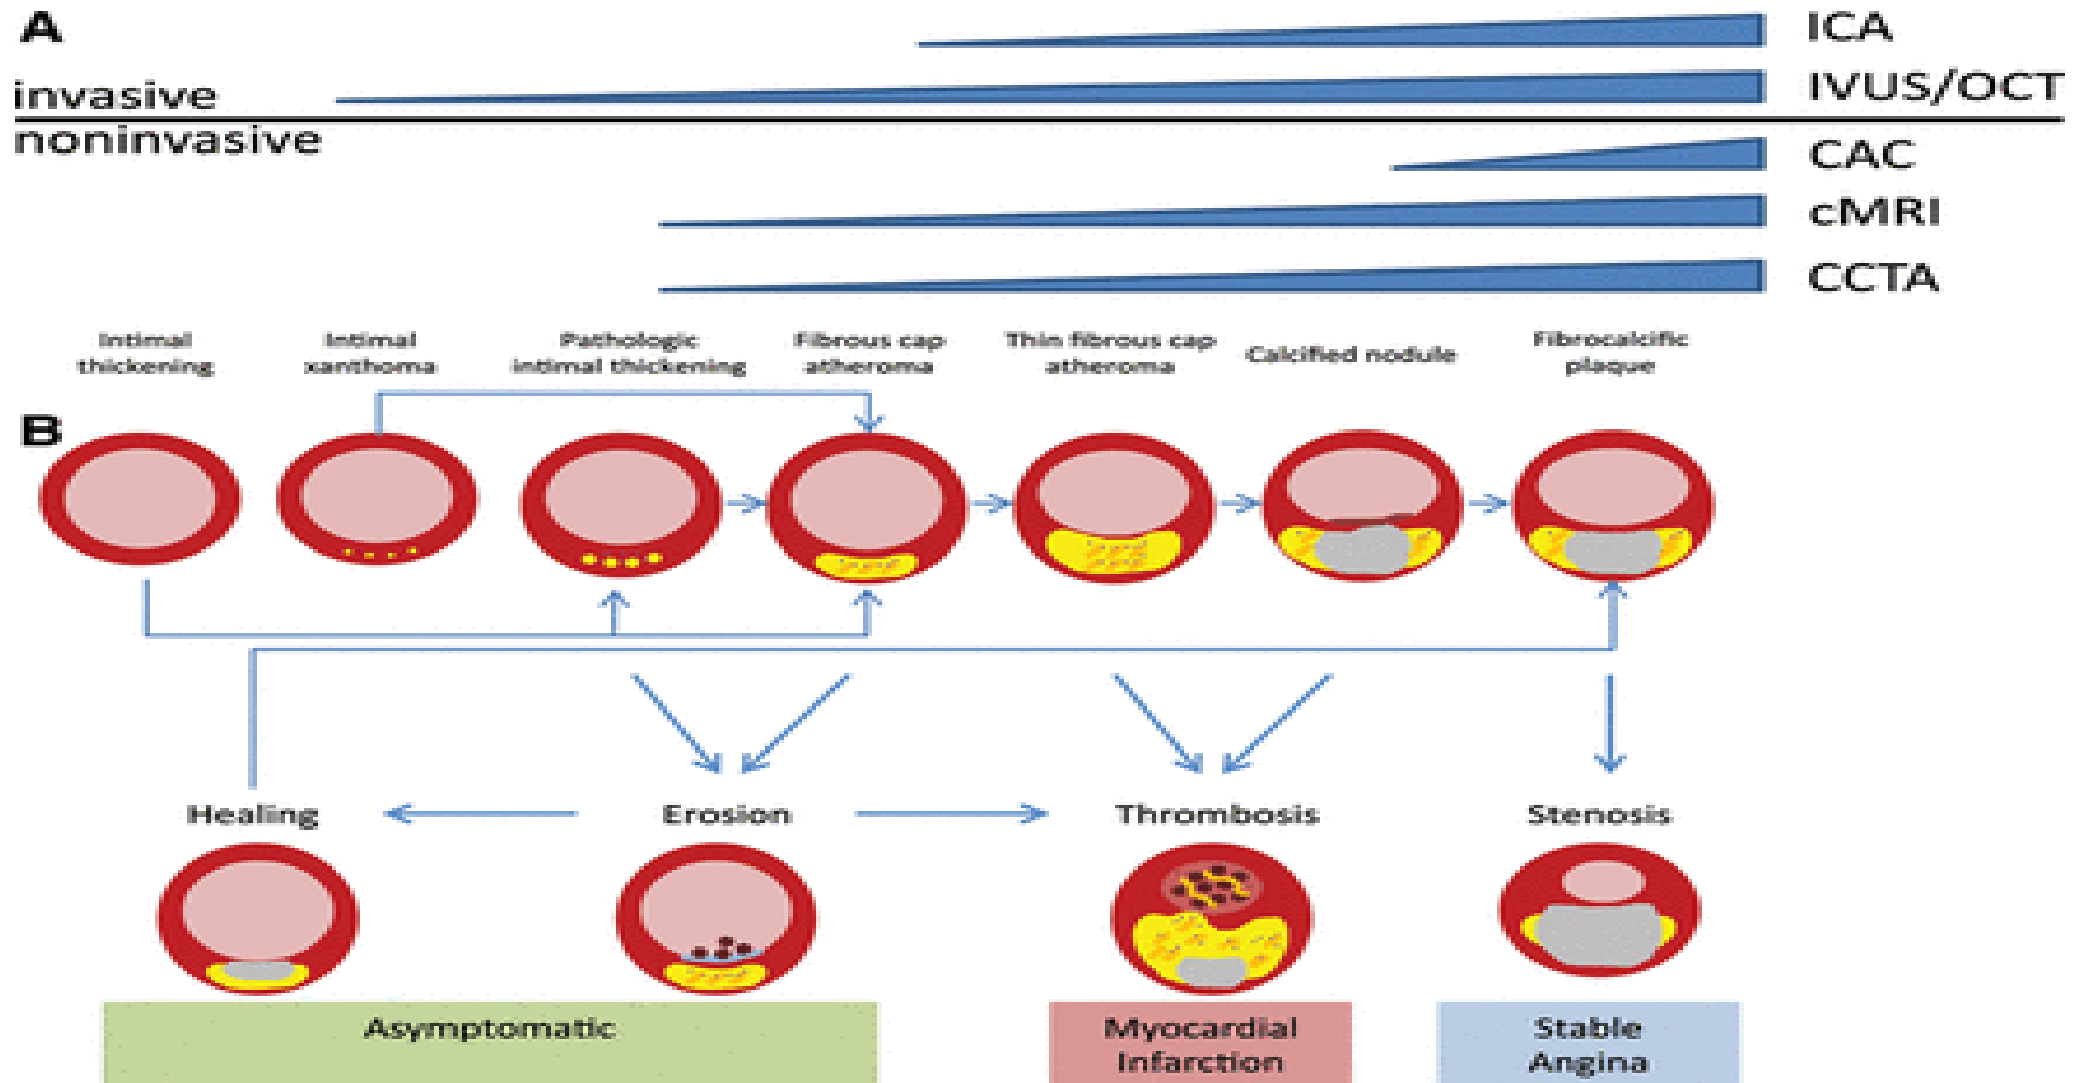 A
ICA
invasive
IVUS/OCT
noninvasive
CAC
cMRI
CCTA
Intimal
thickening
Intimal
xanthoma
Pathologic
intimal thickening
Fibrous cap
atheroma
Thin fibrous cap
atheroma
Calcified nodule
Fibrocalcific
plaque
B
Healing
Erosion
Thrombosis
Stenosis
Asymptomatic
Myocardial
Infarction
Stable
Angina